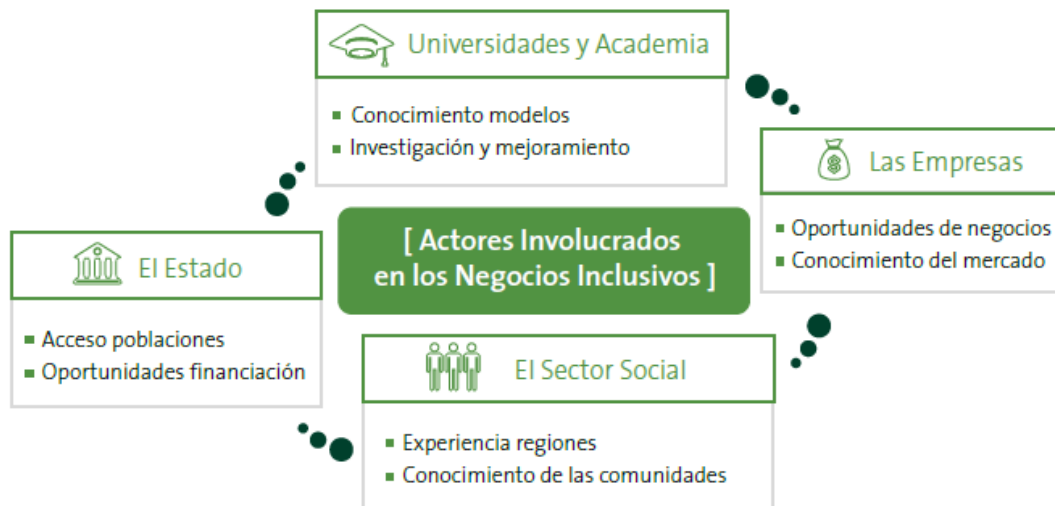 Universidades y Academia
▪ Conocimiento modelos
▪ Investigación y mejoramiento
Las Empresas
▪ Oportunidades de negocios
▪ Conocimiento del mercado
[ Actores Involucrados
en los Negocios Inclusivos ]
El Estado
▪ Acceso poblaciones
▪ Oportunidades financiación
El Sector Social
▪ Experiencia regiones
▪ Conocimiento de las comunidades